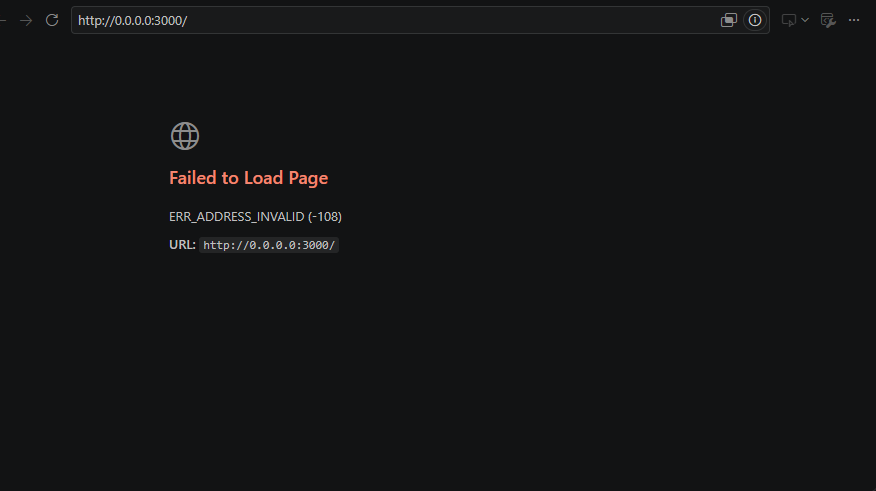 http://0.0.0.0:3000/
Failed to Load Page
ERR_ADDRESS_INVALID (-108)
URL: http://0.0.0.0:3000/